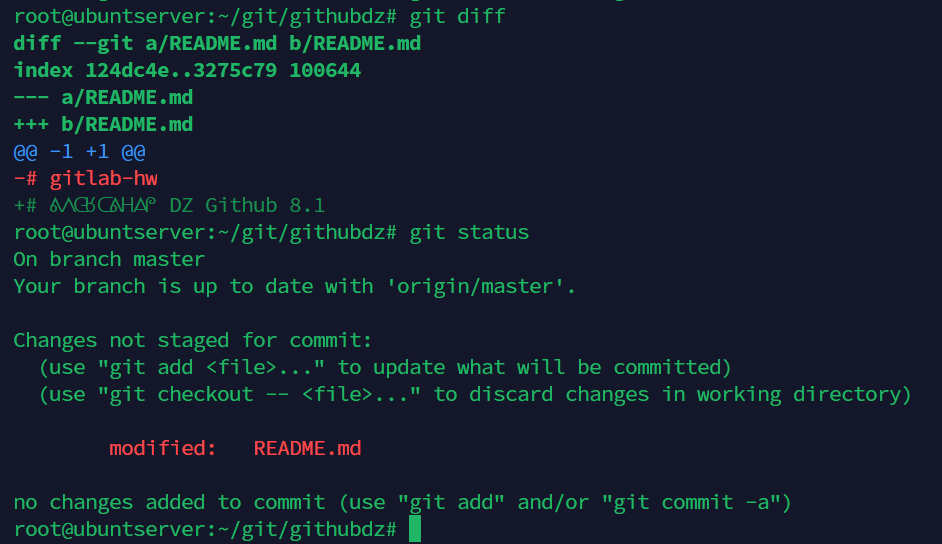 root@ubuntserver:~/git/githubdz# git diff
diff --git a/README.md b/README.md
index 124dc4e..3275c79 100644
--- a/README.md
+++ b/README.md
@@ -1 +1 @@
-# gitlab-hw
+# DZ Github 8.1
root@ubuntserver:~/git/githubdz# git status
On branch master
Your branch is up to date with 'origin/master'.
Changes not staged for commit:
(use "git add <file>..." to update what will be committed)
(use "git checkout -- <file>..." to discard changes in working directory)
modified: README.md
no changes added to commit (use "git add" and/or "git commit -a")
root@ubuntserver:~/git/githubdz#